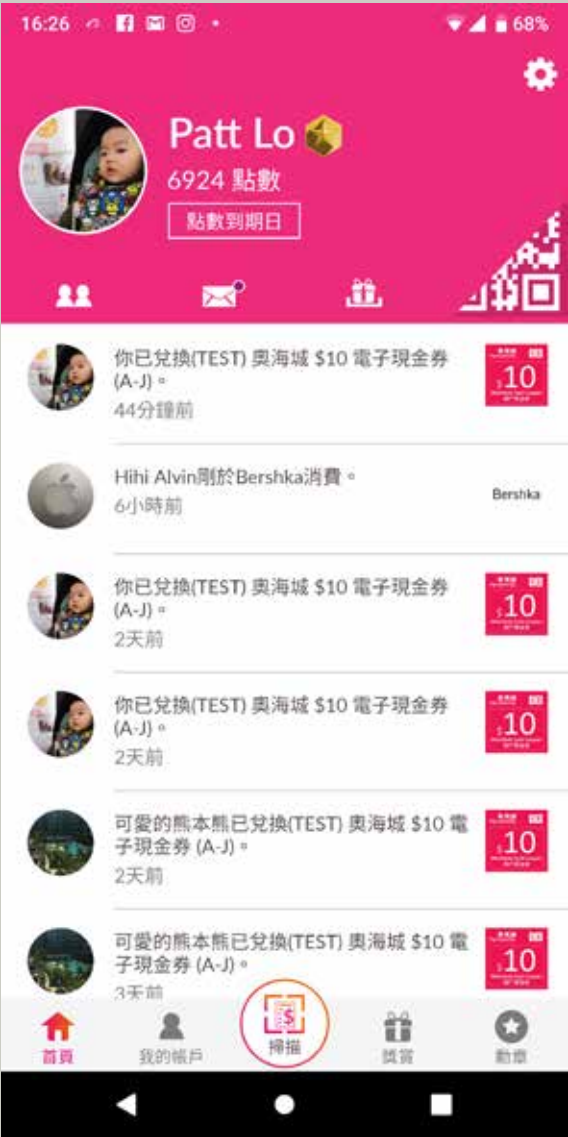 16:26
68%
Patt Lo
6924 點數
點數到期日
你已兌換(TEST) 奧海城 $10 電子現金券
(A-J)。
44分鐘前
$10
Hihi Alvin剛於Bershka消費。
6小時前
Bershka
你已兌換(TEST) 奧海城 $10 電子現金券
(A-J)。
2天前
$10
你已兌換(TEST) 奧海城 $10 電子現金券
(A-J)。
2天前
$10
可愛的熊本熊已兌換(TEST) 奧海城 $10 電
子現金券 (A-J)。
2天前
$10
可愛的熊本熊已兌換(TEST) 奧海城 $10 電
子現金券 (A-J)。
3天前
$10
首頁
我的帳戶
掃描
獎賞
勳章